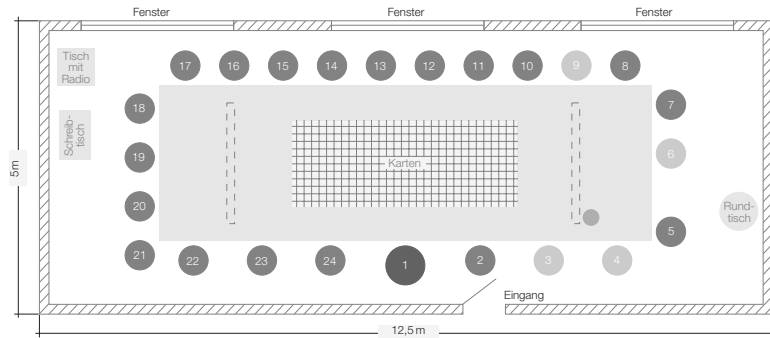 Fenster
Fenster
Fenster
Tisch
mit
Radio
17
16
15
14
13
12
11
10
9
8
18
7
Schreib-
tisch
19
Karten
6
5m
20
Rund-
tisch
5
21
22
23
24
1
2
3
4
Eingang
12,5 m